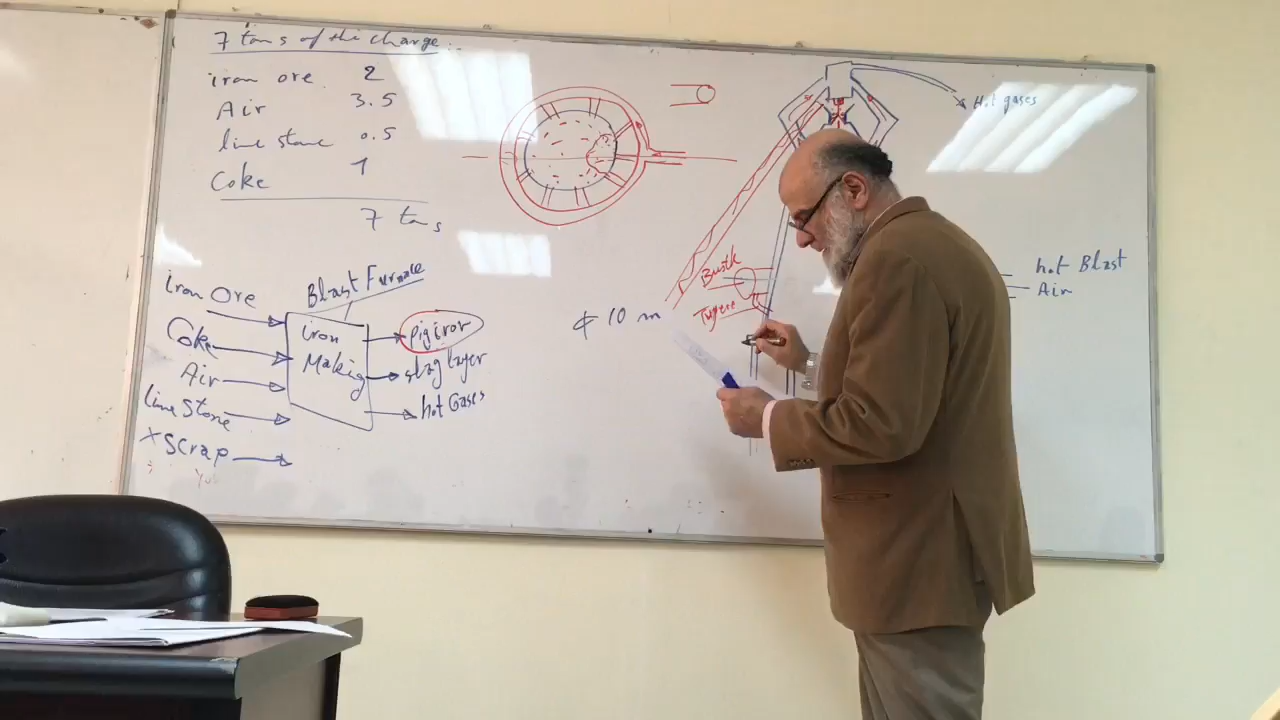 7 tons of the charge
iron ore 2
Air 3.5
lime stone 0.5
Coke 1
7 tons
Blast Furnace
iron Ore
Coke
Air
lime Stone
Scrap
iron
Making
pig iron
slag layer
hot Gases
Hot gases
Bustle
Tuyere
¢ 10 m
hot Blast
Air